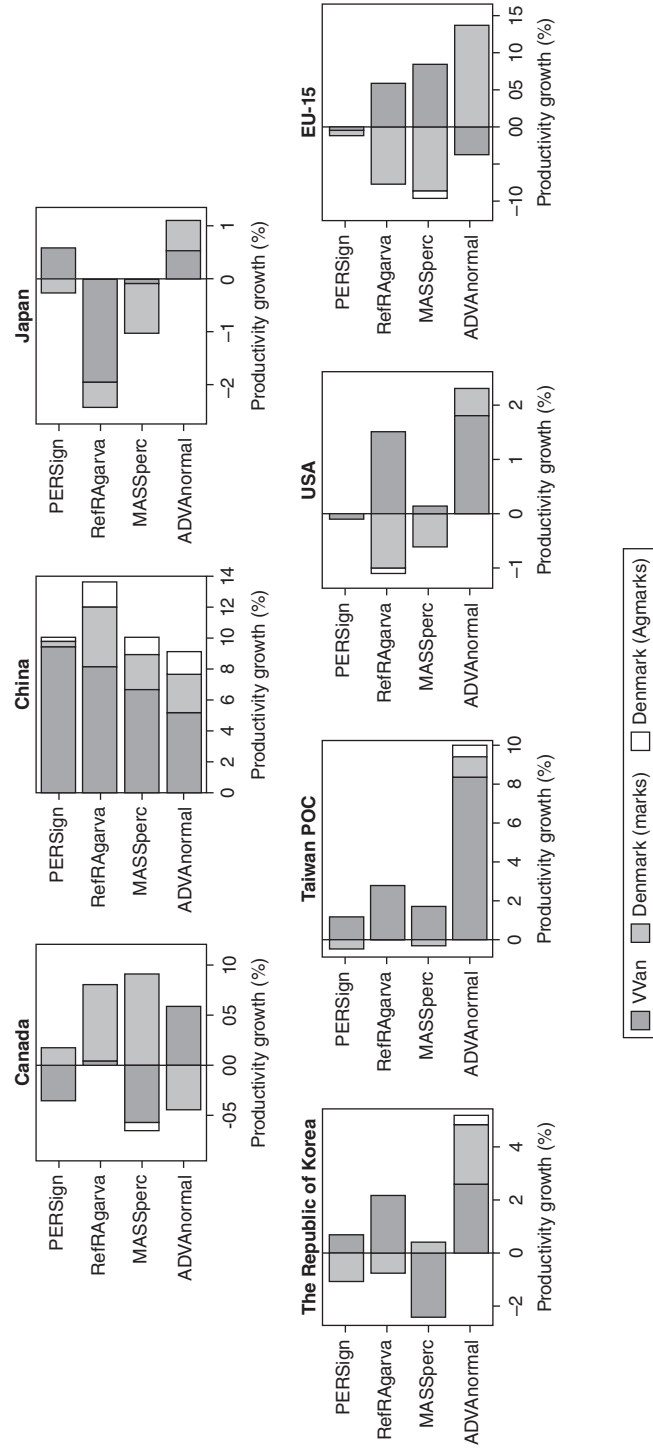 Canada
PERSign
RefRAgarva
MASSperc
ADVAnormal
-05 00 05 10
Productivity growth (%)
China
PERSign
RefRAgarva
MASSperc
ADVAnormal
0 2 4 6 8 10 12 14
Productivity growth (%)
Japan
PERSign
RefRAgarva
MASSperc
ADVAnormal
−2 −1 0 1
Productivity growth (%)
The Republic of Korea
PERSign
RefRAgarva
MASSperc
ADVAnormal
−2 0 2 4
Productivity growth (%)
Taiwan POC
PERSign
RefRAgarva
MASSperc
ADVAnormal
0 2 4 6 8 10
Productivity growth (%)
USA
PERSign
RefRAgarva
MASSperc
ADVAnormal
−1 0 1 2
Productivity growth (%)
EU-15
PERSign
RefRAgarva
MASSperc
ADVAnormal
−10 00 05 10 15
Productivity growth (%)
VVan Denmark (marks) Denmark (Agmarks)